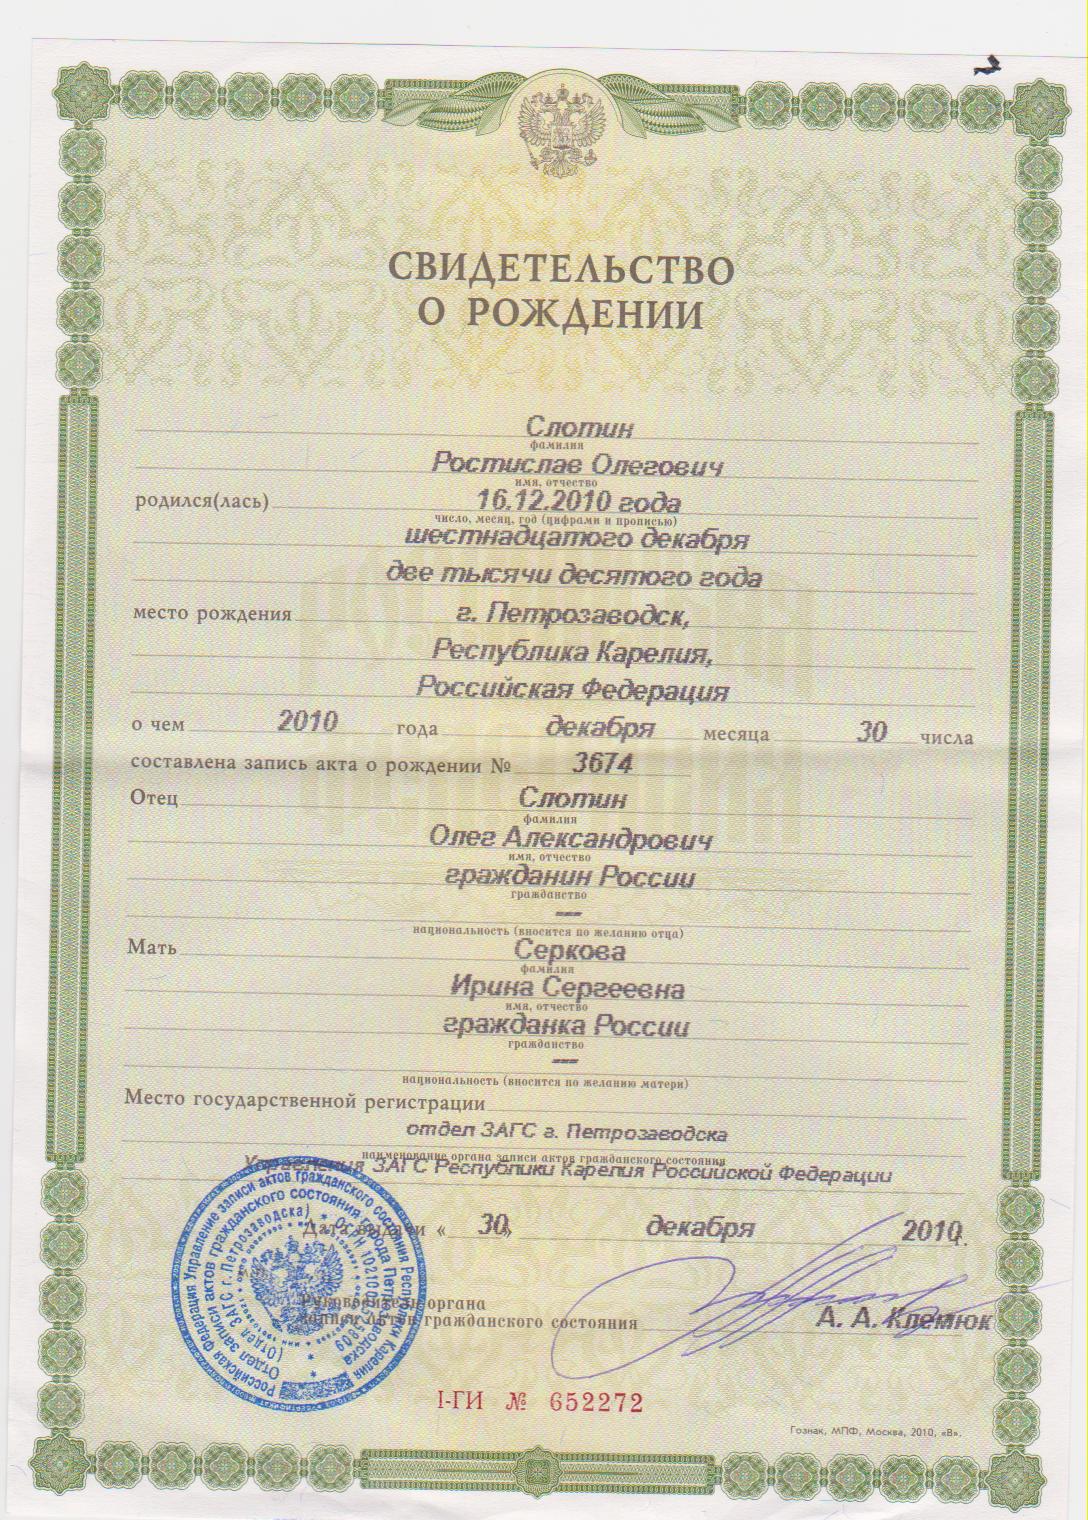 СВИДЕТЕЛЬСТВО
О РОЖДЕНИИ
Слотин
фамилия
Ростислав Олегович
имя, отчество
родился(лась) 16.12.2010 года
число, месяц, год (цифрами и прописью)
шестнадцатого декабря
две тысячи десятого года
место рождения г. Петрозаводск,
Республика Карелия,
Российская Федерация
о чем 2010 года декабря месяца 30 числа
составлена запись акта о рождении № 3674
Отец Слотин
фамилия
Олег Александрович
имя, отчество
гражданин России
гражданство
---
национальность (вносится по желанию отца)
Мать Серкова
фамилия
Ирина Сергеевна
имя, отчество
гражданка России
гражданство
---
национальность (вносится по желанию матери)
Место государственной регистрации
отдел ЗАГС г. Петрозаводска
наименование органа записи актов гражданского состояния
Управления ЗАГС Республики Карелия Российской Федерации
Дата выдачи « 30 » декабря 2010 г.
Руководитель органа
записи актов гражданского состояния А. А. Клемюк
Российская Федерация Управление записи актов гражданского состояния Республики Карелия
Отдел записи актов гражданского состояния города Петрозаводска
(Отдел ЗАГС г. Петрозаводска)
I-ГИ № 652272
Гознак, МПФ, Москва, 2010, «В».